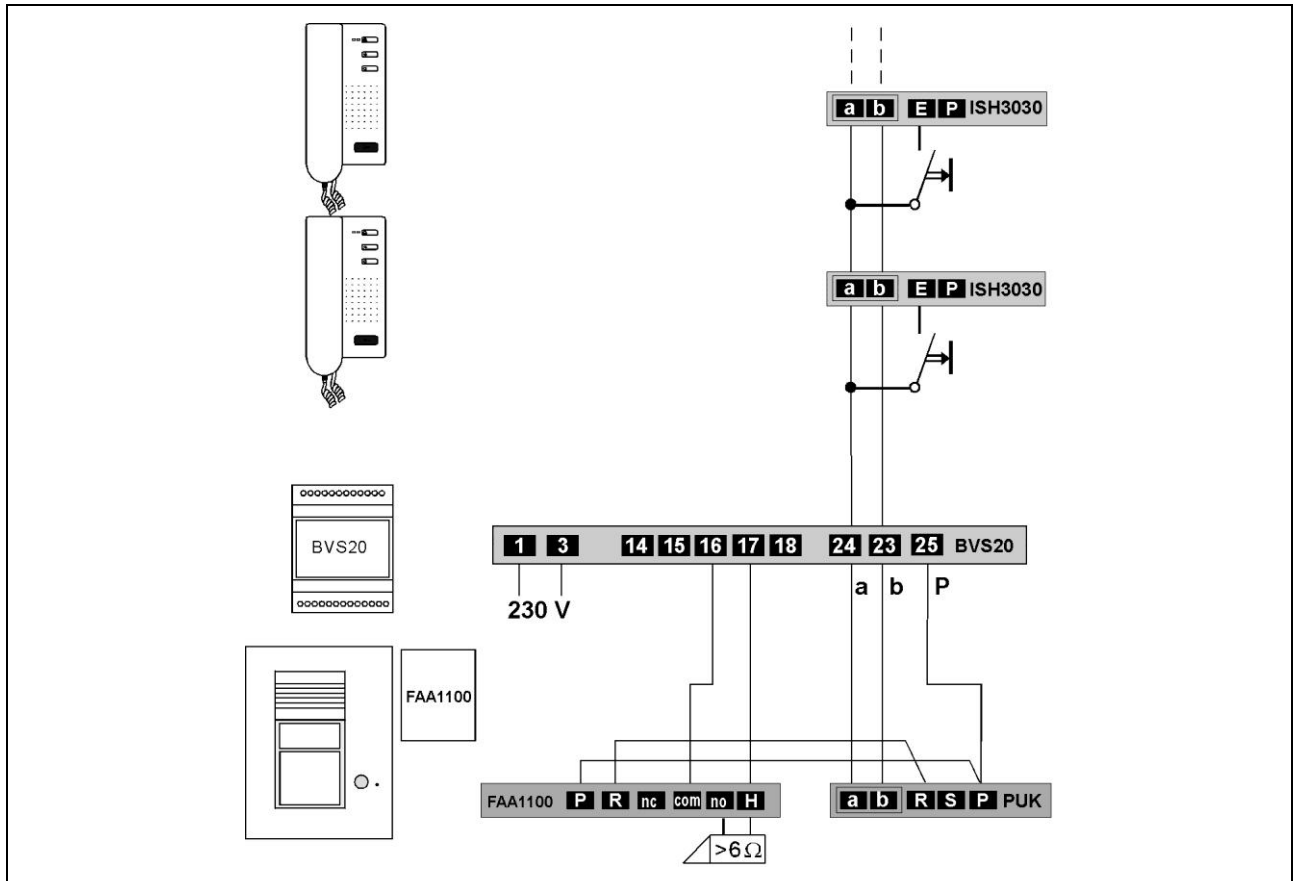 a b E P ISH3030
a b E P ISH3030
BVS20
1 3 14 15 16 17 18 24 23 25 BVS20
230 V
a b P
FAA1100
FAA1100 P R nc com no H
a b R S P PUK
>6Ω